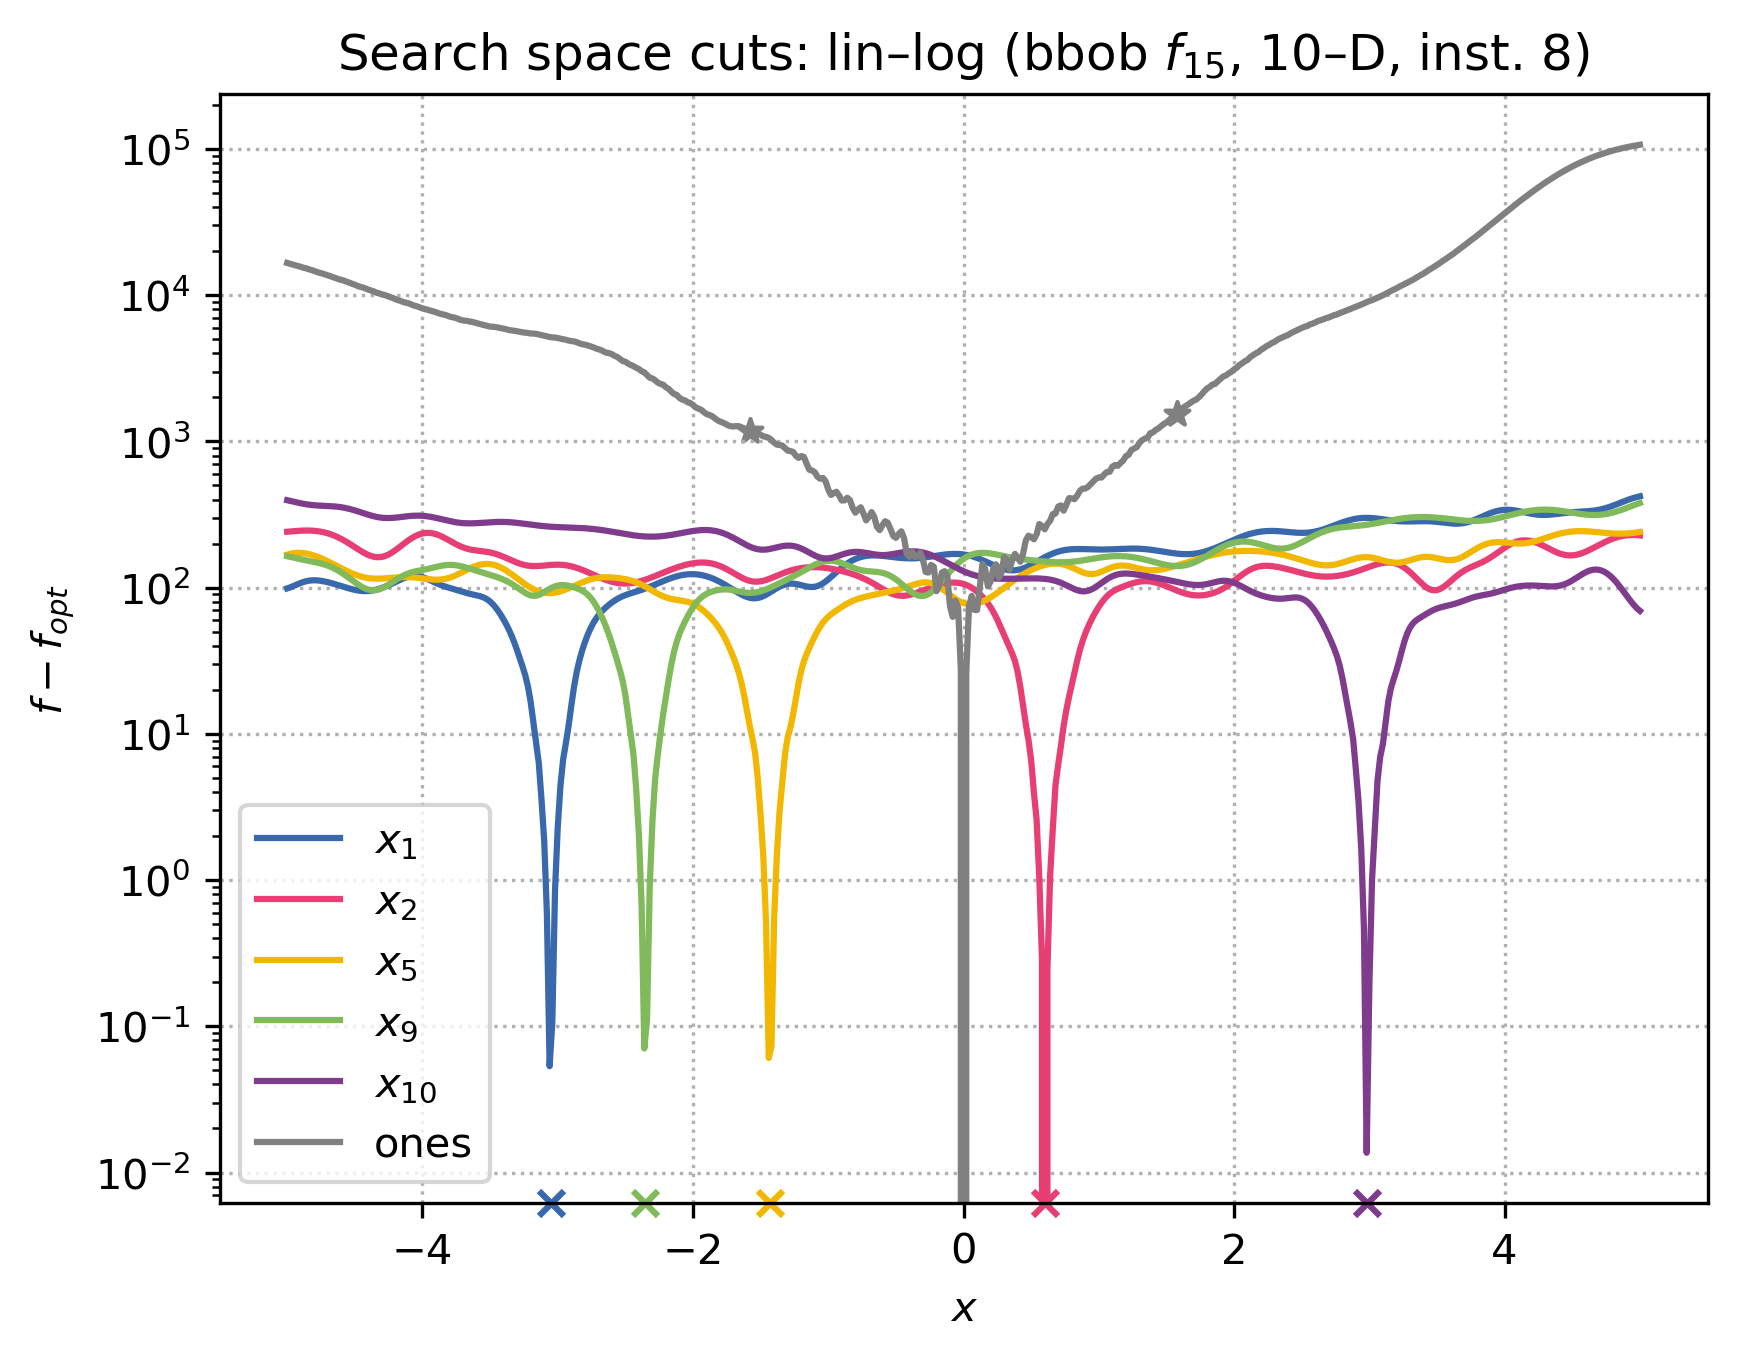 Search space cuts: lin–log (bbob f15, 10–D, inst. 8)
10^5
10^4
10^3
10^2
10^1
10^0
10^−1
10^−2
f − fopt
x1
x2
x5
x9
x10
ones
−4 −2 0 2 4
x